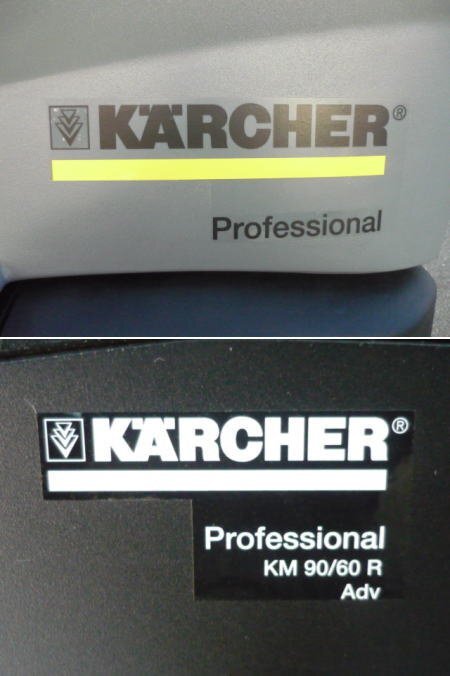 KÄRCHER®
Professional
KÄRCHER®
Professional
KM 90/60 R
Adv